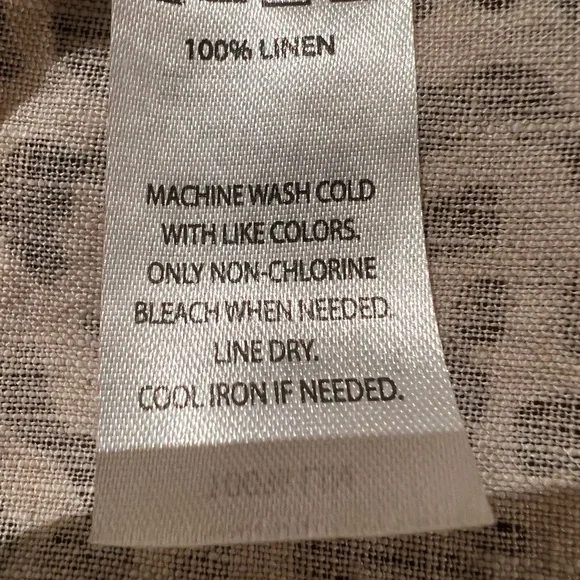 100% LINEN
MACHINE WASH COLD
WITH LIKE COLORS.
ONLY NON-CHLORINE
BLEACH WHEN NEEDED.
LINE DRY.
COOL IRON IF NEEDED.